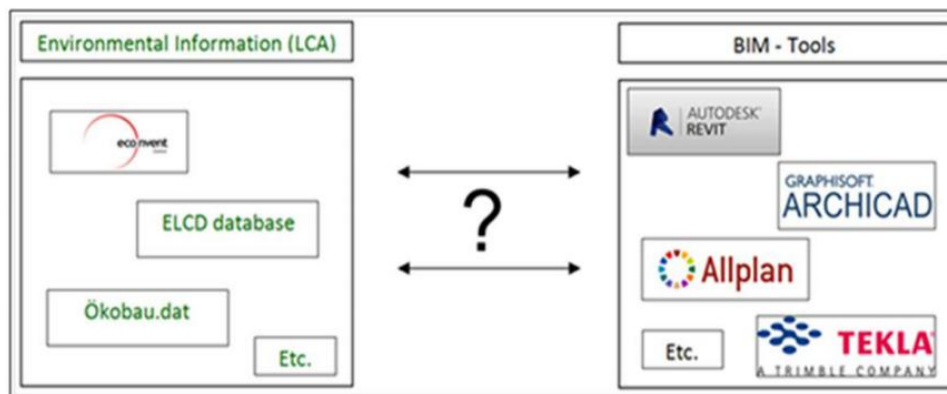 Environmental Information (LCA)
ecoinvent
ELCD database
Ökobau.dat
Etc.
?
BIM - Tools
AUTODESK®
REVIT
GRAPHISOFT.
ARCHICAD
Allplan
Etc.
TEKLA®
A TRIMBLE COMPANY